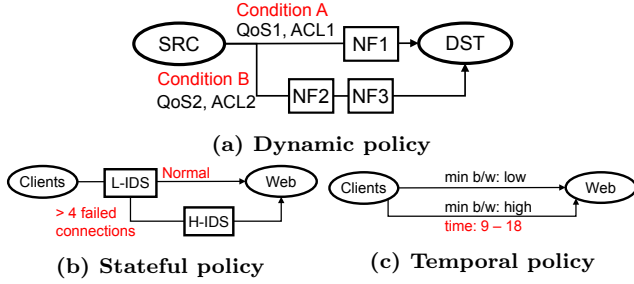 Condition A
QoS1, ACL1
SRC
NF1
DST
Condition B
QoS2, ACL2
NF2
NF3
(a) Dynamic policy
Clients
L-IDS
Normal
Web
> 4 failed
connections
H-IDS
(b) Stateful policy
Clients
min b/w: low
Web
min b/w: high
time: 9 – 18
(c) Temporal policy